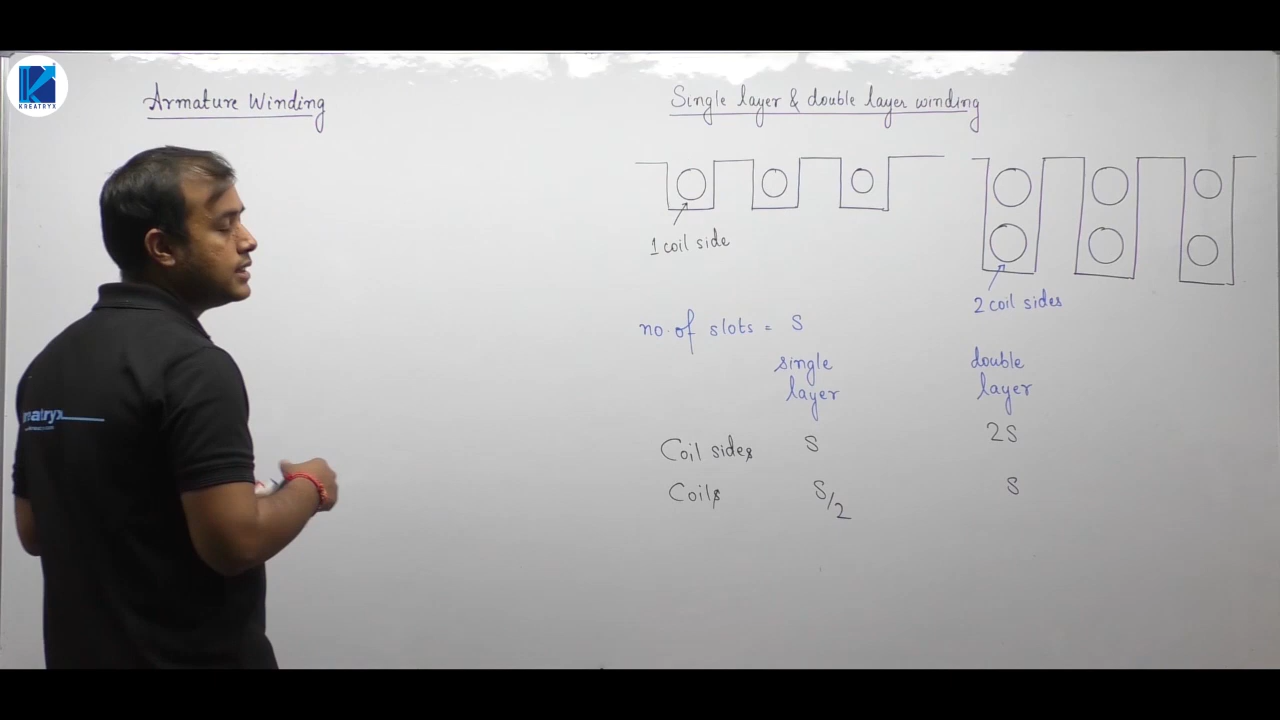 KREATRYX
Armature Winding
Single layer & double layer winding
1 coil side
2 coil sides
no. of slots = S
single layer
double layer
Coil sides S 2S
Coils S/2 S